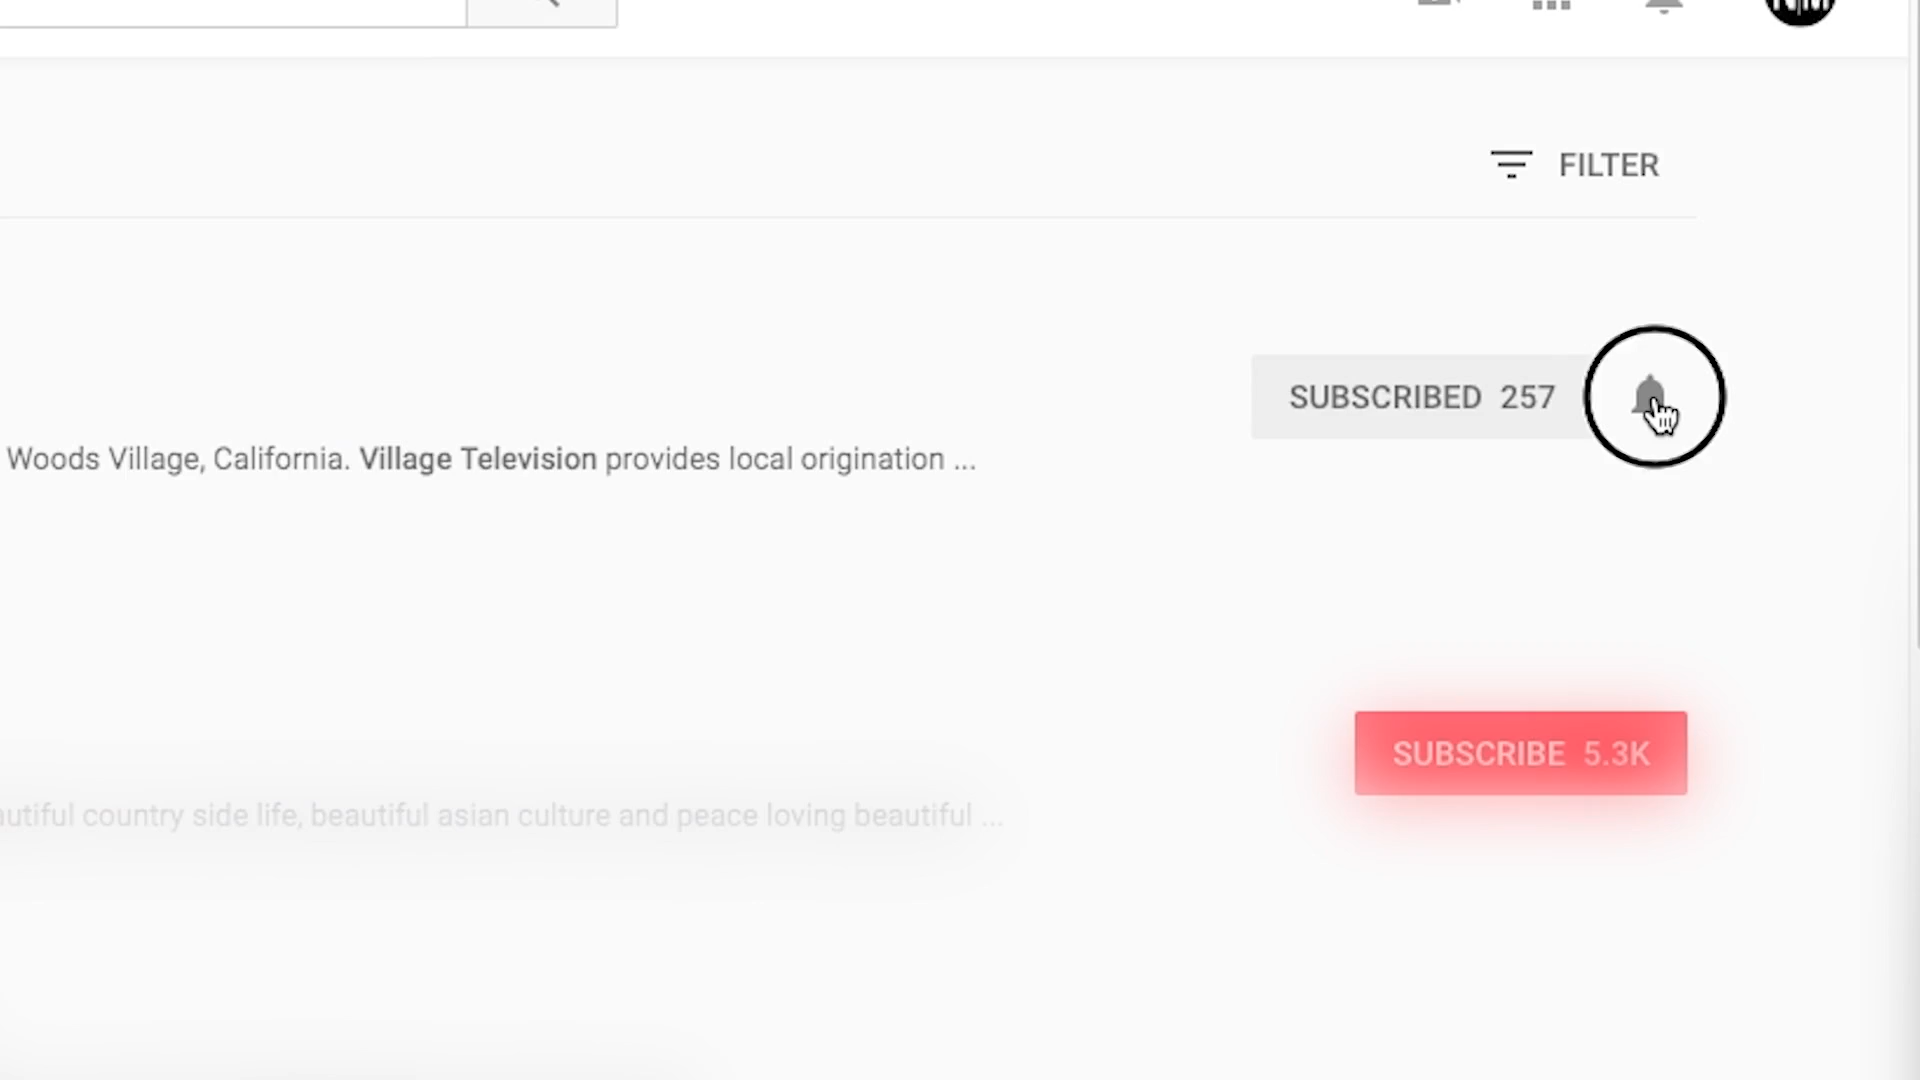 FILTER
SUBSCRIBED 257
Woods Village, California. Village Television provides local origination ...
SUBSCRIBE 5.3K
country side life, beautiful asian culture and peace loving beautiful ...